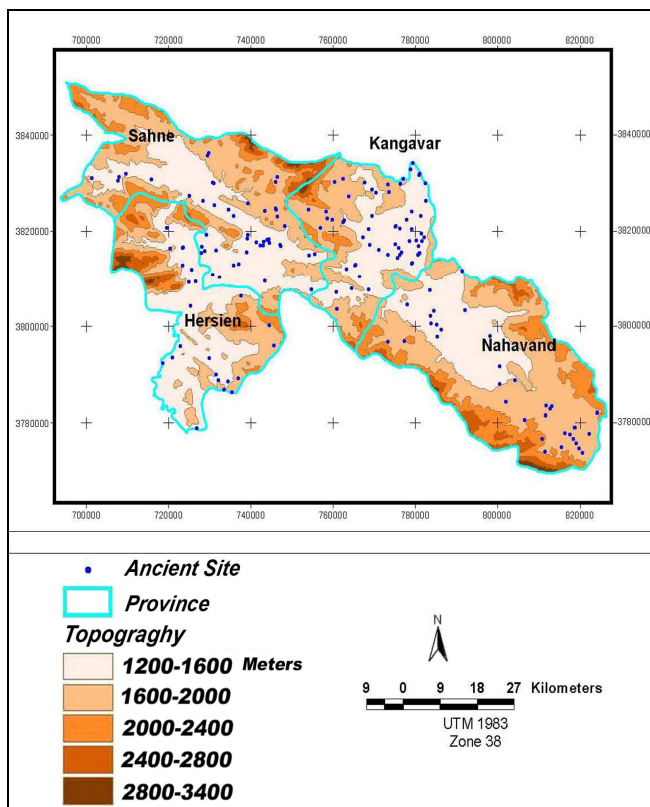 700000 720000 740000 760000 780000 800000 820000
3840000 3840000
Sahne
Kangavar
3820000 3820000
3800000 3800000
Hersien
Nahavand
3780000 3780000
700000 720000 740000 760000 780000 800000 820000
Ancient Site
Province
Topograghy
1200-1600 Meters
1600-2000
2000-2400
2400-2800
2800-3400
N
9 0 9 18 27 Kilometers
UTM 1983
Zone 38